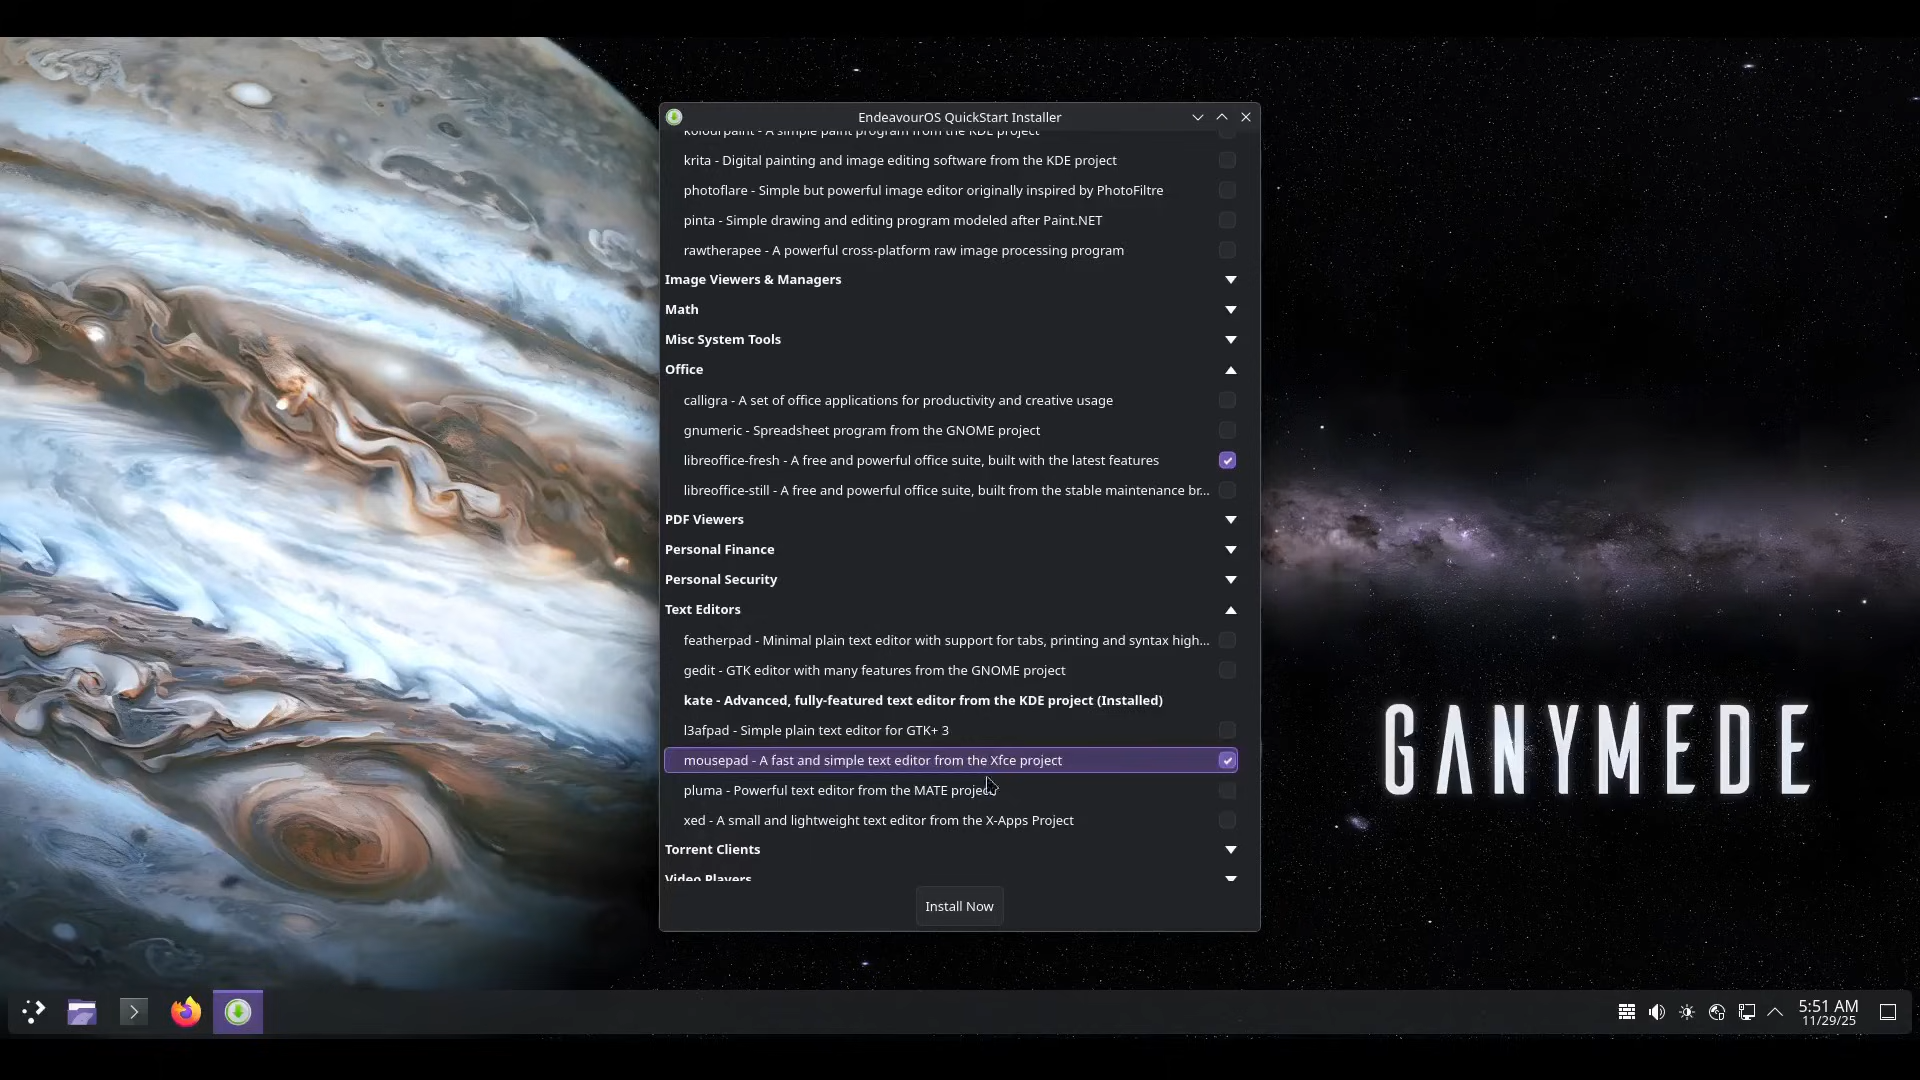 EndeavourOS QuickStart Installer
kolourpaint - A simple paint program from the KDE project
krita - Digital painting and image editing software from the KDE project
photoflare - Simple but powerful image editor originally inspired by PhotoFiltre
pinta - Simple drawing and editing program modeled after Paint.NET
rawtherapee - A powerful cross-platform raw image processing program
Image Viewers & Managers
Math
Misc System Tools
Office
calligra - A set of office applications for productivity and creative usage
gnumeric - Spreadsheet program from the GNOME project
libreoffice-fresh - A free and powerful office suite, built with the latest features
libreoffice-still - A free and powerful office suite, built from the stable maintenance br...
PDF Viewers
Personal Finance
Personal Security
Text Editors
featherpad - Minimal plain text editor with support for tabs, printing and syntax high...
gedit - GTK editor with many features from the GNOME project
kate - Advanced, fully-featured text editor from the KDE project (Installed)
l3afpad - Simple plain text editor for GTK+ 3
mousepad - A fast and simple text editor from the Xfce project
pluma - Powerful text editor from the MATE project
xed - A small and lightweight text editor from the X-Apps Project
Torrent Clients
Video Players
Install Now
GANYMEDE
5:51 AM
11/29/25